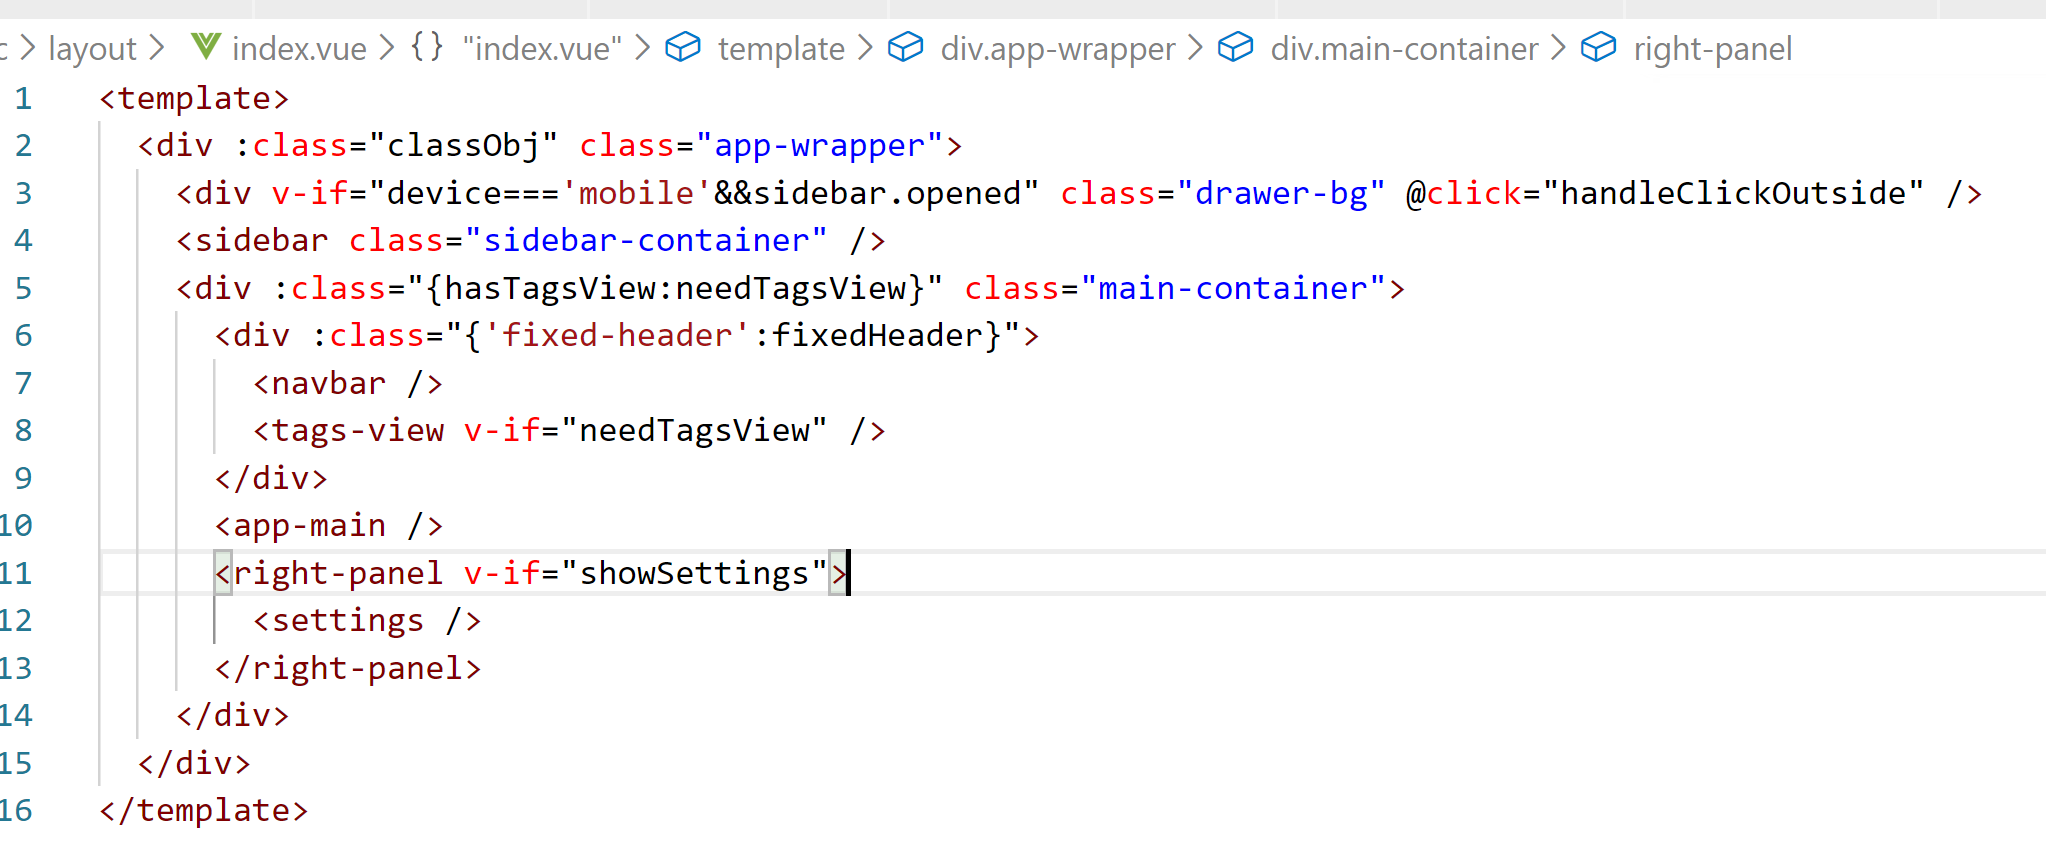 c > layout > index.vue > {} "index.vue" > template > div.app-wrapper > div.main-container > right-panel
1 <template>
2 <div :class="classObj" class="app-wrapper">
3 <div v-if="device==='mobile'&&sidebar.opened" class="drawer-bg" @click="handleClickOutside" />
4 <sidebar class="sidebar-container" />
5 <div :class="{hasTagsView:needTagsView}" class="main-container">
6 <div :class="{'fixed-header':fixedHeader}">
7 <navbar />
8 <tags-view v-if="needTagsView" />
9 </div>
10 <app-main />
11 <right-panel v-if="showSettings">
12 <settings />
13 </right-panel>
14 </div>
15 </div>
16 </template>